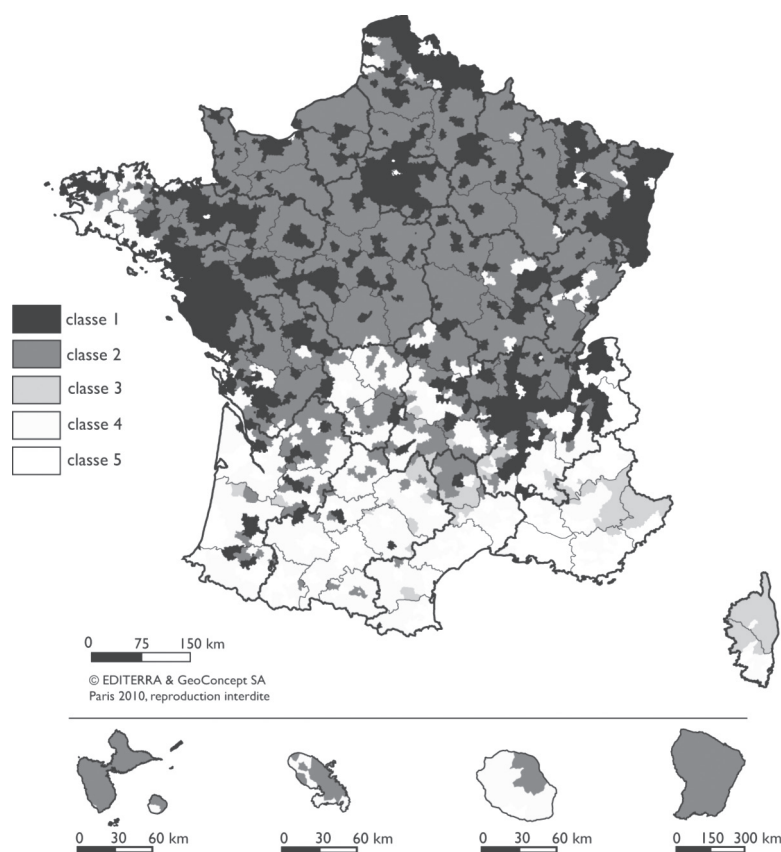 classe 1
classe 2
classe 3
classe 4
classe 5
0 75 150 km
© EDITERRA & GeoConcept SA
Paris 2010, reproduction interdite
0 30 60 km
0 30 60 km
0 30 60 km
0 150 300 km